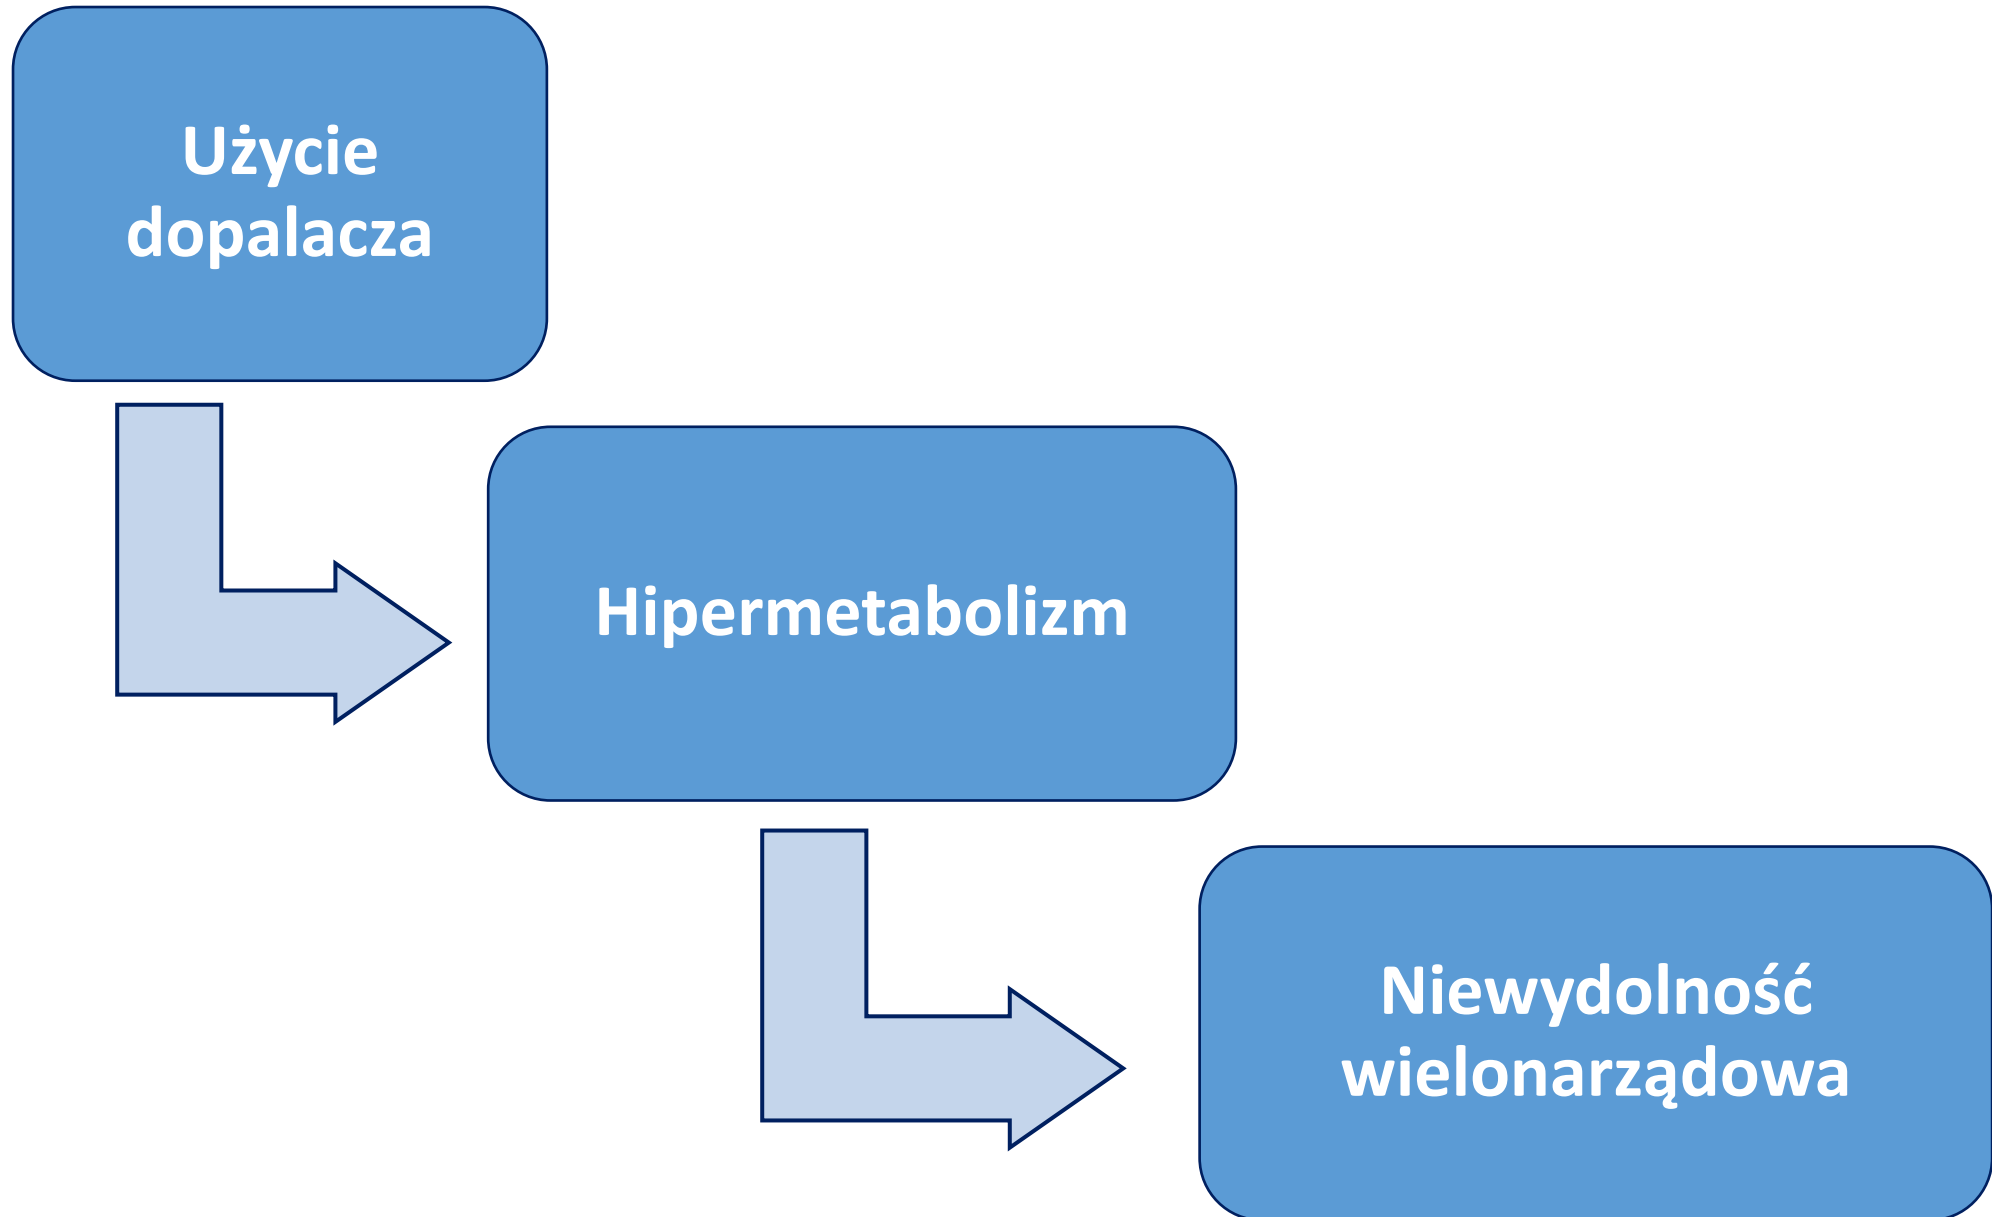 Użycie
dopalacza
Hipermetabolizm
Niewydolność
wielonarządowa